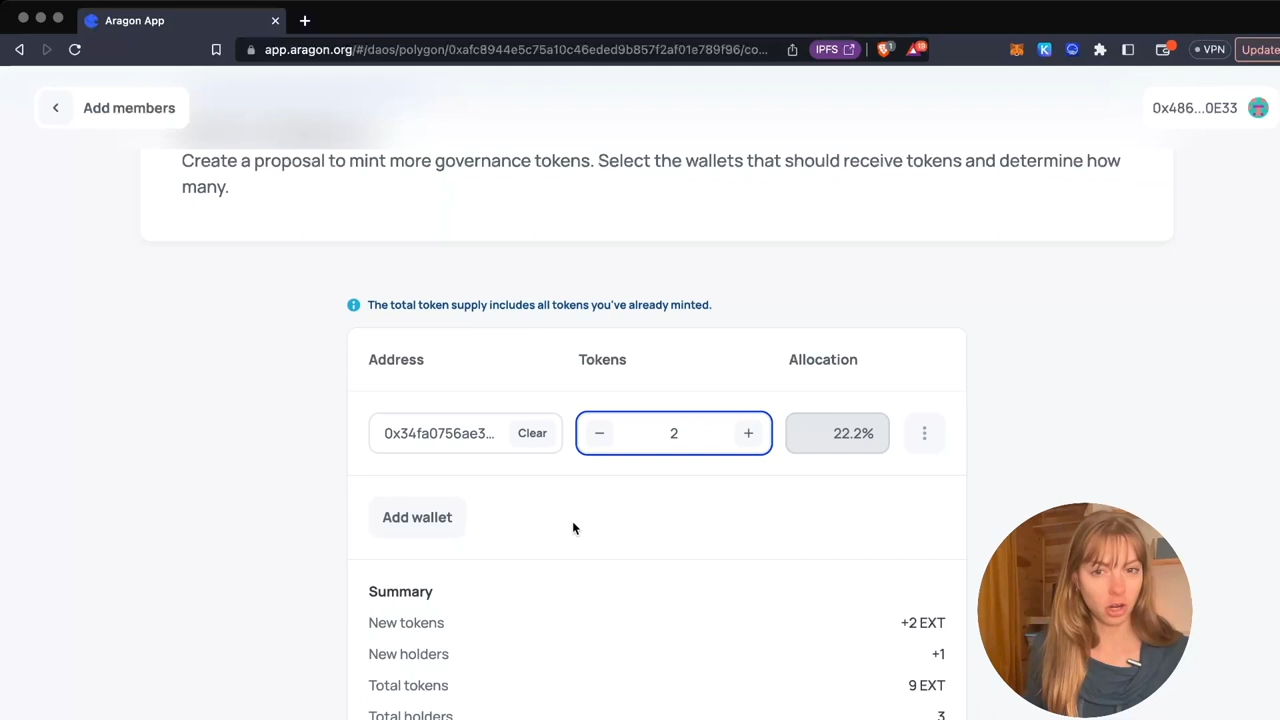 Aragon App
app.aragon.org/#/daos/polygon/0xafc8944e5c75a10c46eded9b857f2af01e789f96/co...
IPFS
1
19
VPN
Update
Add members
0x486...0E33
Create a proposal to mint more governance tokens. Select the wallets that should receive tokens and determine how
many.
The total token supply includes all tokens you've already minted.
Address
Tokens
Allocation
0x34fa0756ae3...
Clear
2
22.2%
Add wallet
Summary
New tokens
+2 EXT
New holders
+1
Total tokens
9 EXT
Total holders
3